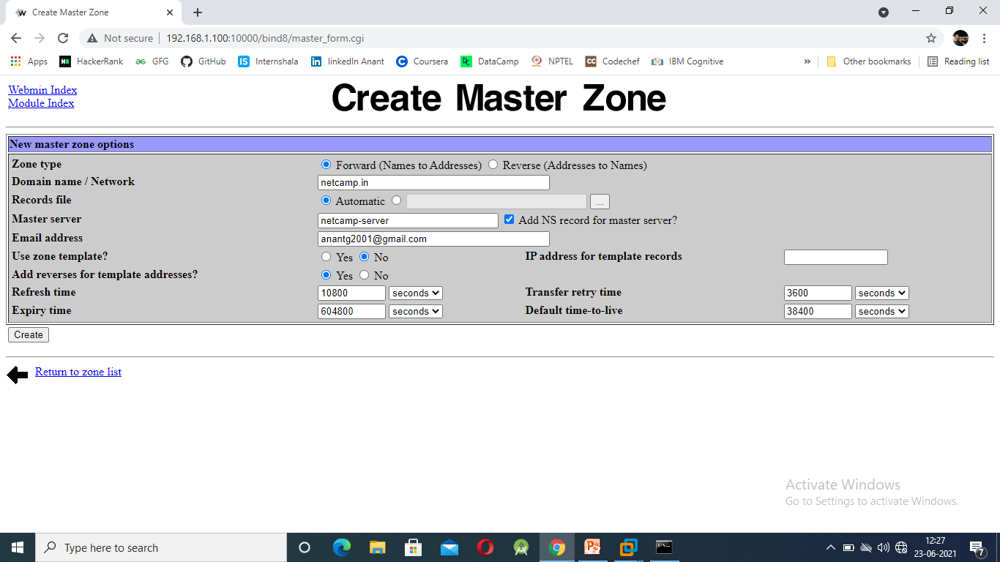 Create Master Zone
Not secure 192.168.1.100:10000/bind8/master_form.cgi
Apps HackerRank GFG GitHub Internshala linkedIn Anant Coursera DataCamp NPTEL Codechef IBM Cognitive » Other bookmarks Reading list
Webmin Index
Module Index
Create Master Zone
New master zone options
Zone type Forward (Names to Addresses) Reverse (Addresses to Names)
Domain name / Network netcamp.in
Records file Automatic ...
Master server netcamp-server Add NS record for master server?
Email address anantg2001@gmail.com
Use zone template? Yes No IP address for template records
Add reverses for template addresses? Yes No
Refresh time 10800 seconds Transfer retry time 3600 seconds
Expiry time 604800 seconds Default time-to-live 38400 seconds
Create
Return to zone list
Activate Windows
Go to Settings to activate Windows.
Type here to search
12:27
23-06-2021
7